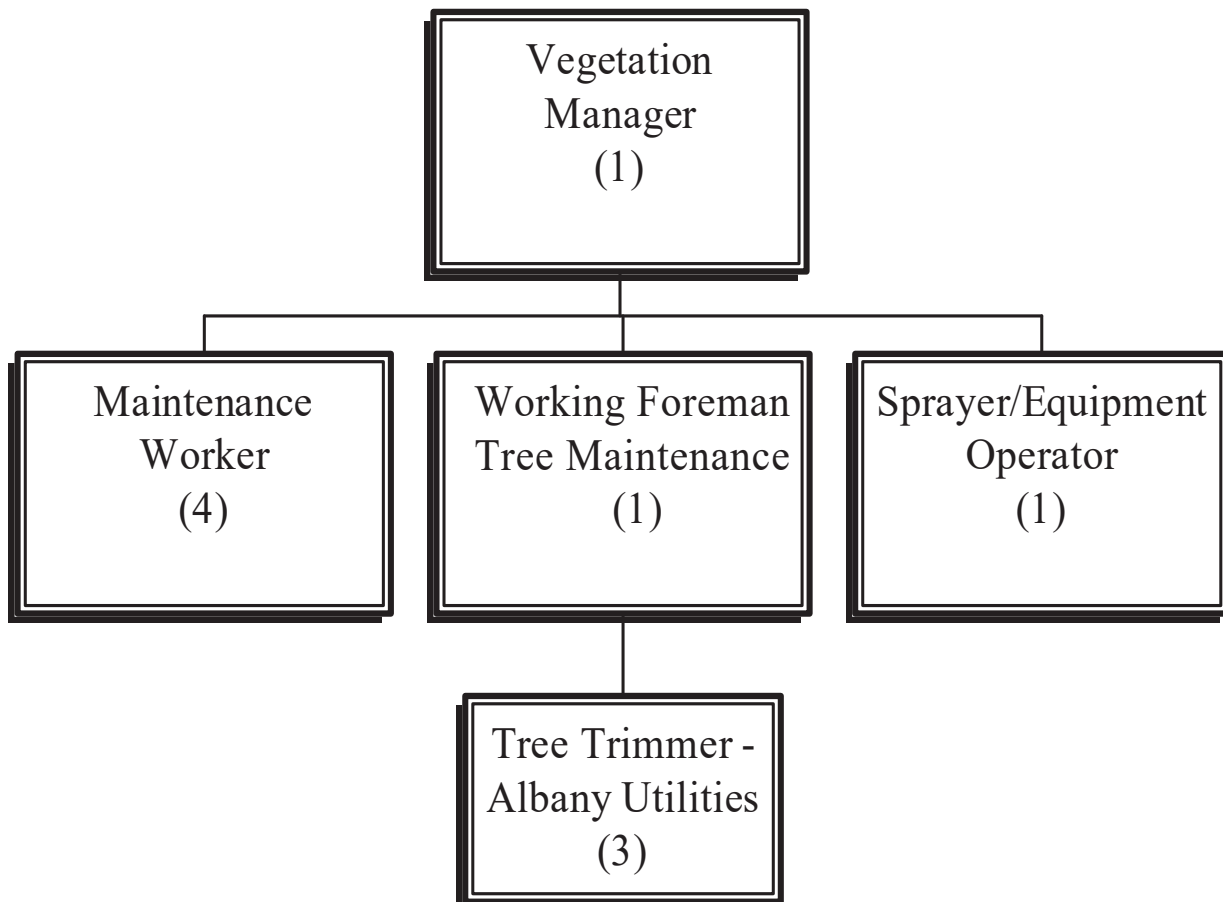 Vegetation
Manager
(1)
Maintenance
Worker
(4)
Working Foreman
Tree Maintenance
(1)
Sprayer/Equipment
Operator
(1)
Tree Trimmer -
Albany Utilities
(3)